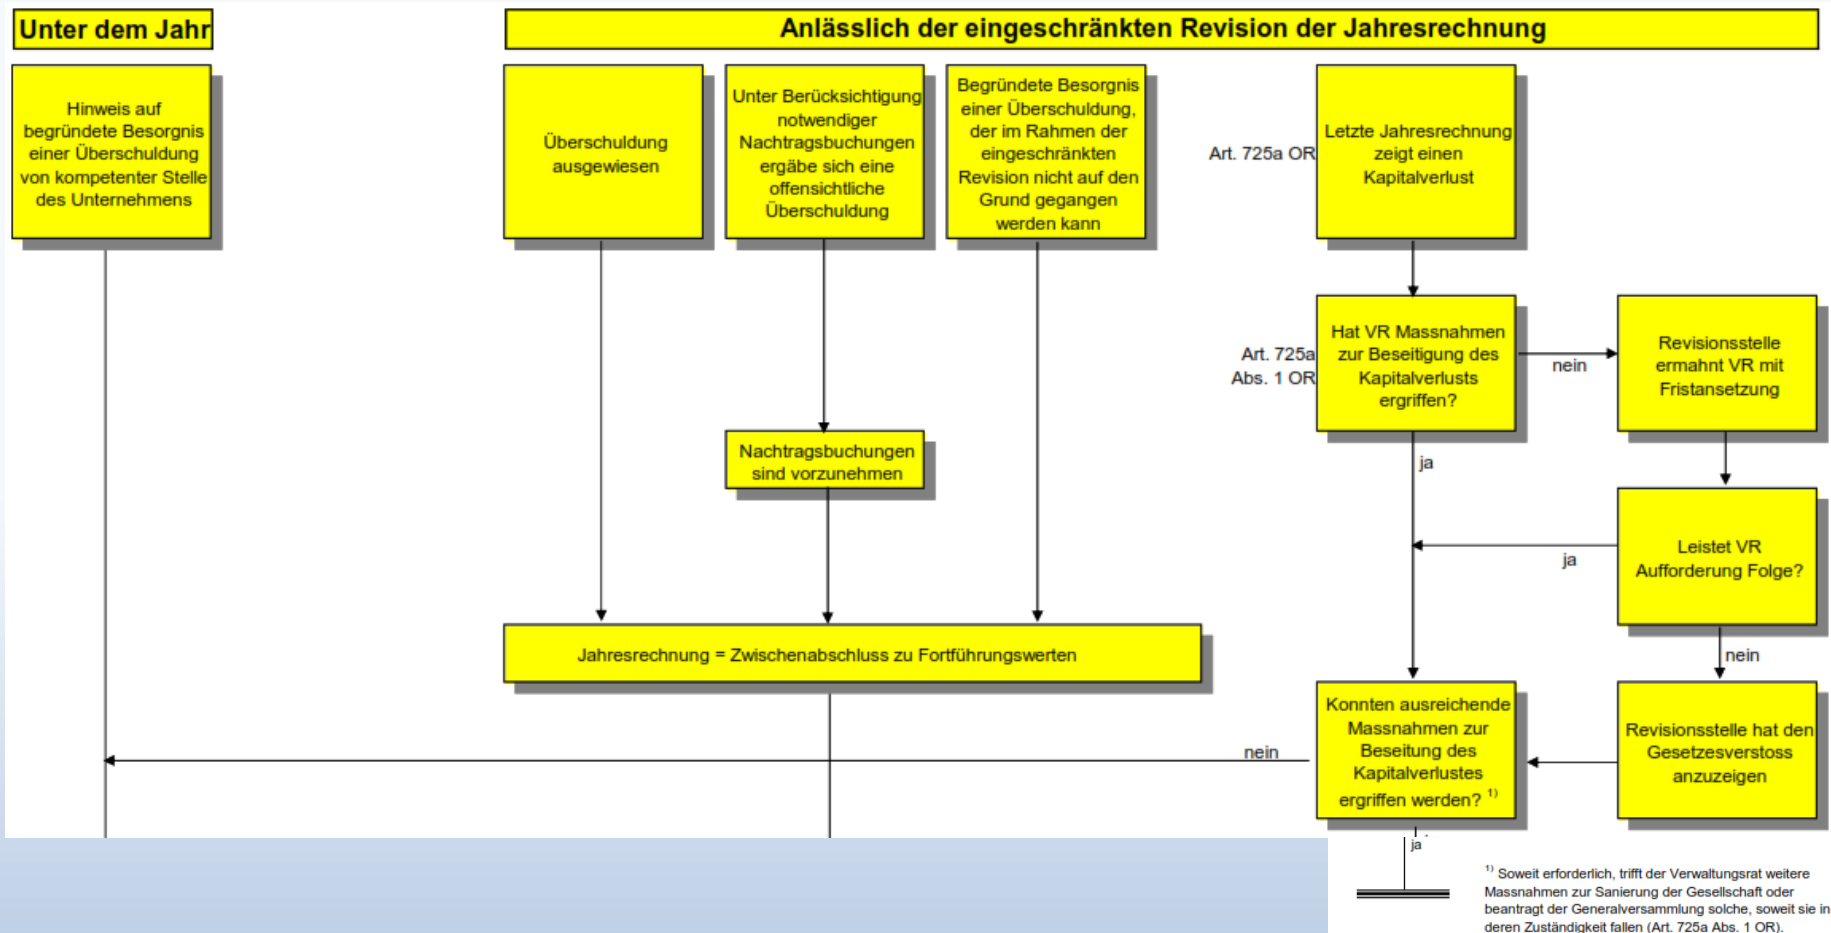 Unter dem Jahr
Anlässlich der eingeschränkten Revision der Jahresrechnung
Hinweis auf
begründete Besorgnis
einer Überschuldung
von kompetenter Stelle
des Unternehmens
Überschuldung
ausgewiesen
Unter Berücksichtigung
notwendiger
Nachtragsbuchungen
ergäbe sich eine
offensichtliche
Überschuldung
Begründete Besorgnis
einer Überschuldung,
der im Rahmen der
eingeschränkten
Revision nicht auf den
Grund gegangen
werden kann
Art. 725a OR
Letzte Jahresrechnung
zeigt einen
Kapitalverlust
Art. 725a
Abs. 1 OR
Hat VR Massnahmen
zur Beseitigung des
Kapitalverlusts
ergriffen?
nein
Revisionsstelle
ermahnt VR mit
Fristansetzung
Nachtragsbuchungen
sind vorzunehmen
ja
Leistet VR
Aufforderung Folge?
ja
nein
Jahresrechnung = Zwischenabschluss zu Fortführungswerten
Konnten ausreichende
Massnahmen zur
Beseitung des
Kapitalverlustes
ergriffen werden? 1)
Revisionsstelle hat den
Gesetzesverstoss
anzuzeigen
nein
ja
1) Soweit erforderlich, trifft der Verwaltungsrat weitere
Massnahmen zur Sanierung der Gesellschaft oder
beantragt der Generalversammlung solche, soweit sie in
deren Zuständigkeit fallen (Art. 725a Abs. 1 OR).